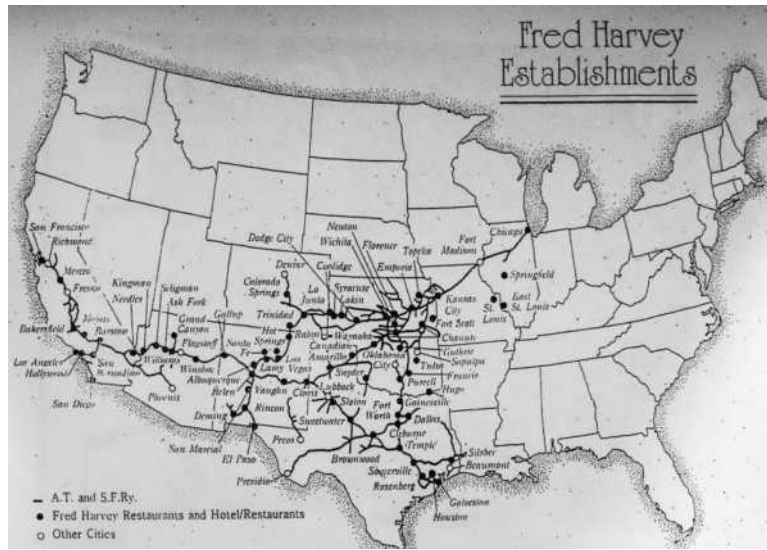 Fred Harvey
Establishments
San Francisco
Richmond
Merced
Fresno
Bakersfield
Barstow
Los Angeles
Hollywood
San Diego
Needles
Kingman
Seligman
Ash Fork
Grand
Canyon
Williams
Flagstaff
Winslow
Phoenix
Gallup
Albuquerque
Belen
Deming
San Marcial
Rincon
El Paso
Santa
Fe
Lamy
Las
Vegas
Hot
Springs
Raton
Trinidad
Colorado
Springs
Denver
La
Junta
Coolidge
Syracuse
Lakin
Dodge City
Newton
Wichita
Florence
Emporia
Topeka
Fort
Madison
Chicago
Springfield
St.
Louis
East
St. Louis
Kansas
City
Fort Scott
Chanute
Waynoka
Canadian
Amarillo
Snyder
Oklahoma
City
Guthrie
Sapulpa
Tulsa
Francis
Purcell
Hugo
Gainesville
Fort
Worth
Dallas
Cleburne
Temple
Vaughn
Clovis
Lubbock
Slaton
Sweetwater
Pecos
Brownwood
Presidio
Somerville
Rosenberg
Silsbee
Beaumont
Galveston
Houston
A.T. and S.F.Ry.
Fred Harvey Restaurants and Hotel/Restaurants
Other Cities